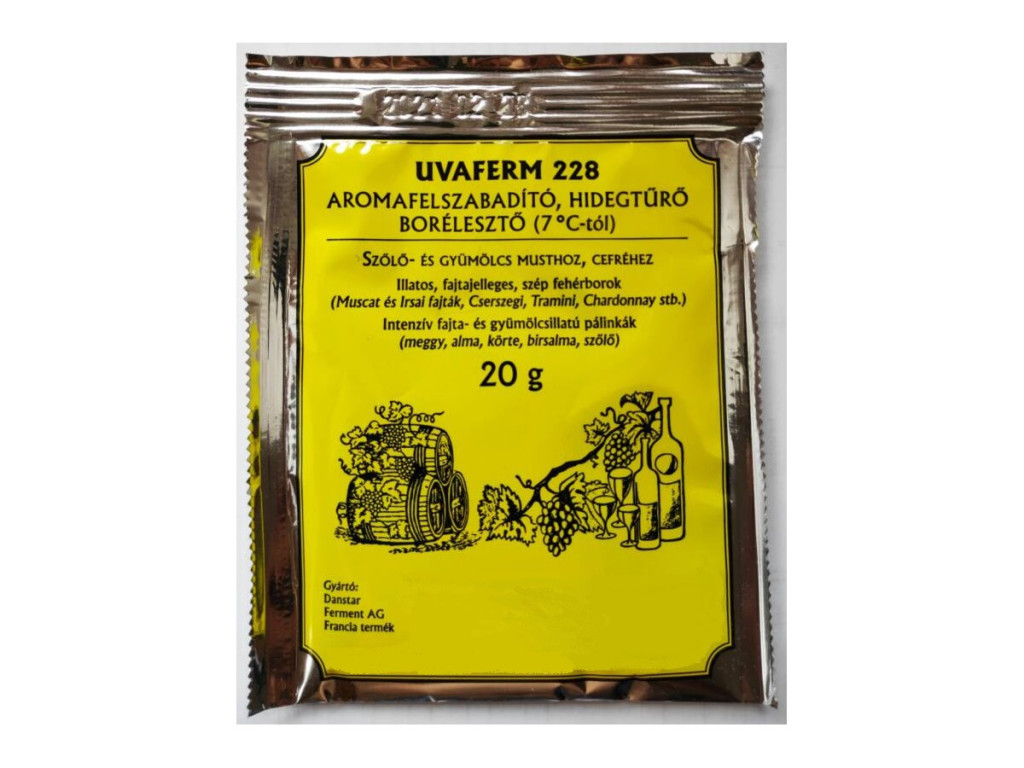 UVAFERM 228
AROMAFELSZABADÍTÓ, HIDEGTŰRŐ
BORÉLESZTŐ (7 °C-tól)
SZŐLŐ- ÉS GYÜMÖLCS MUSTHOZ, CEFRÉHEZ
Illatos, fajtajelleges, szép fehérborok
(Muscat és Irsai fajták, Cserszegi, Tramini, Chardonnay stb.)
Intenzív fajta- és gyümölcsillatú pálinkák
(meggy, alma, körte, birsalma, szőlő)
20 g
Gyártó:
Danstar
Ferment AG
Francia termék